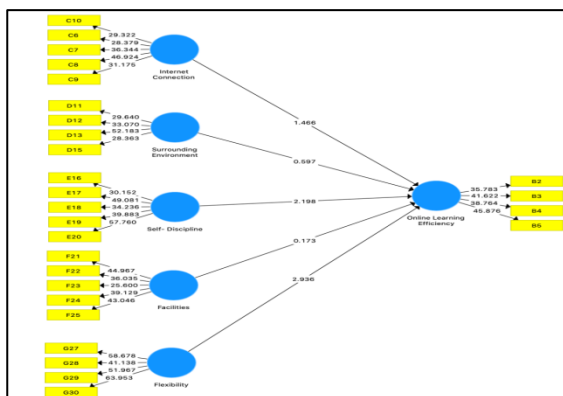 C10
C6
C7
C8
C9
29.322
28.379
36.344
46.924
31.175
Internet
Connection
1.466
D11
D12
D13
D15
29.640
33.070
52.183
28.363
Surrounding
Environment
0.597
E16
E17
E18
E19
E20
30.152
49.081
34.236
39.883
57.760
Self- Discipline
2.198
F21
F22
F23
F24
F25
44.967
36.035
25.600
39.129
43.046
Facilities
0.173
G27
G28
G29
G30
58.678
41.138
51.967
63.953
Flexibility
2.936
Online Learning
Efficiency
35.783
41.622
38.764
45.876
B2
B3
B4
B5